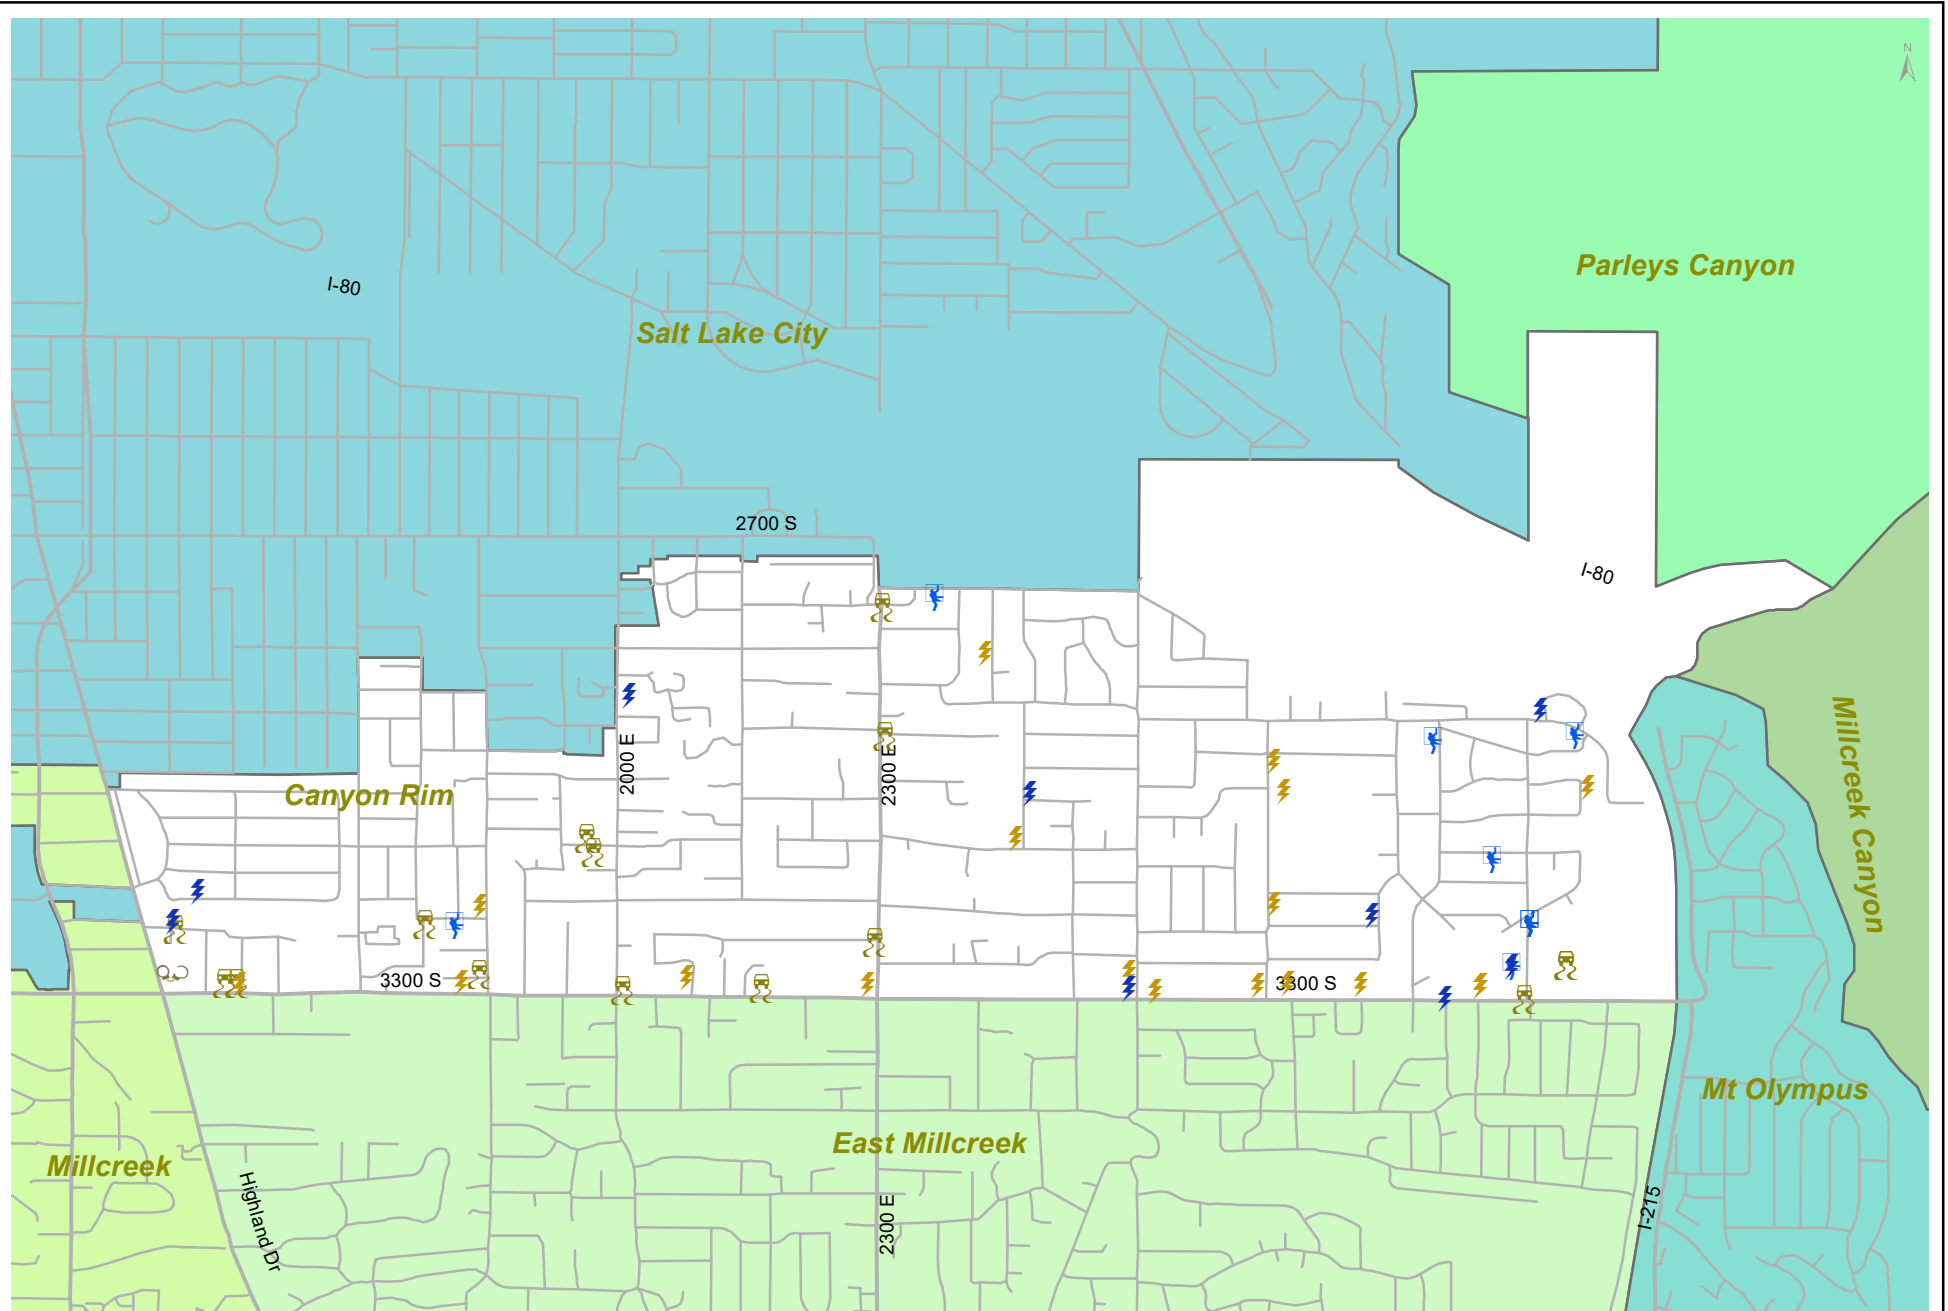 N
Parleys Canyon
I-80
Salt Lake City
2700 S
I-80
Millcreek Canyon
2000 E
2300 E
Canyon Rim
3300 S
3300 S
Mt Olympus
East Millcreek
Millcreek
Highland Dr
2300 E
I-215